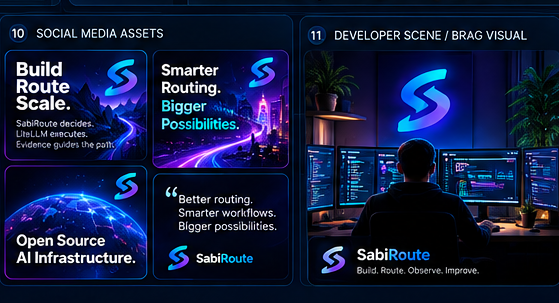 10 SOCIAL MEDIA ASSETS
Build
Route
Scale.
SabiRoute decides.
LiteLLM executes.
Evidence guides the path.
Smarter
Routing.
Bigger
Possibilities.
Open Source
AI Infrastructure.
“Better routing.
Smarter workflows.
Bigger possibilities.
SabiRoute
11 DEVELOPER SCENE / BRAG VISUAL
SabiRoute
Build. Route. Observe. Improve.